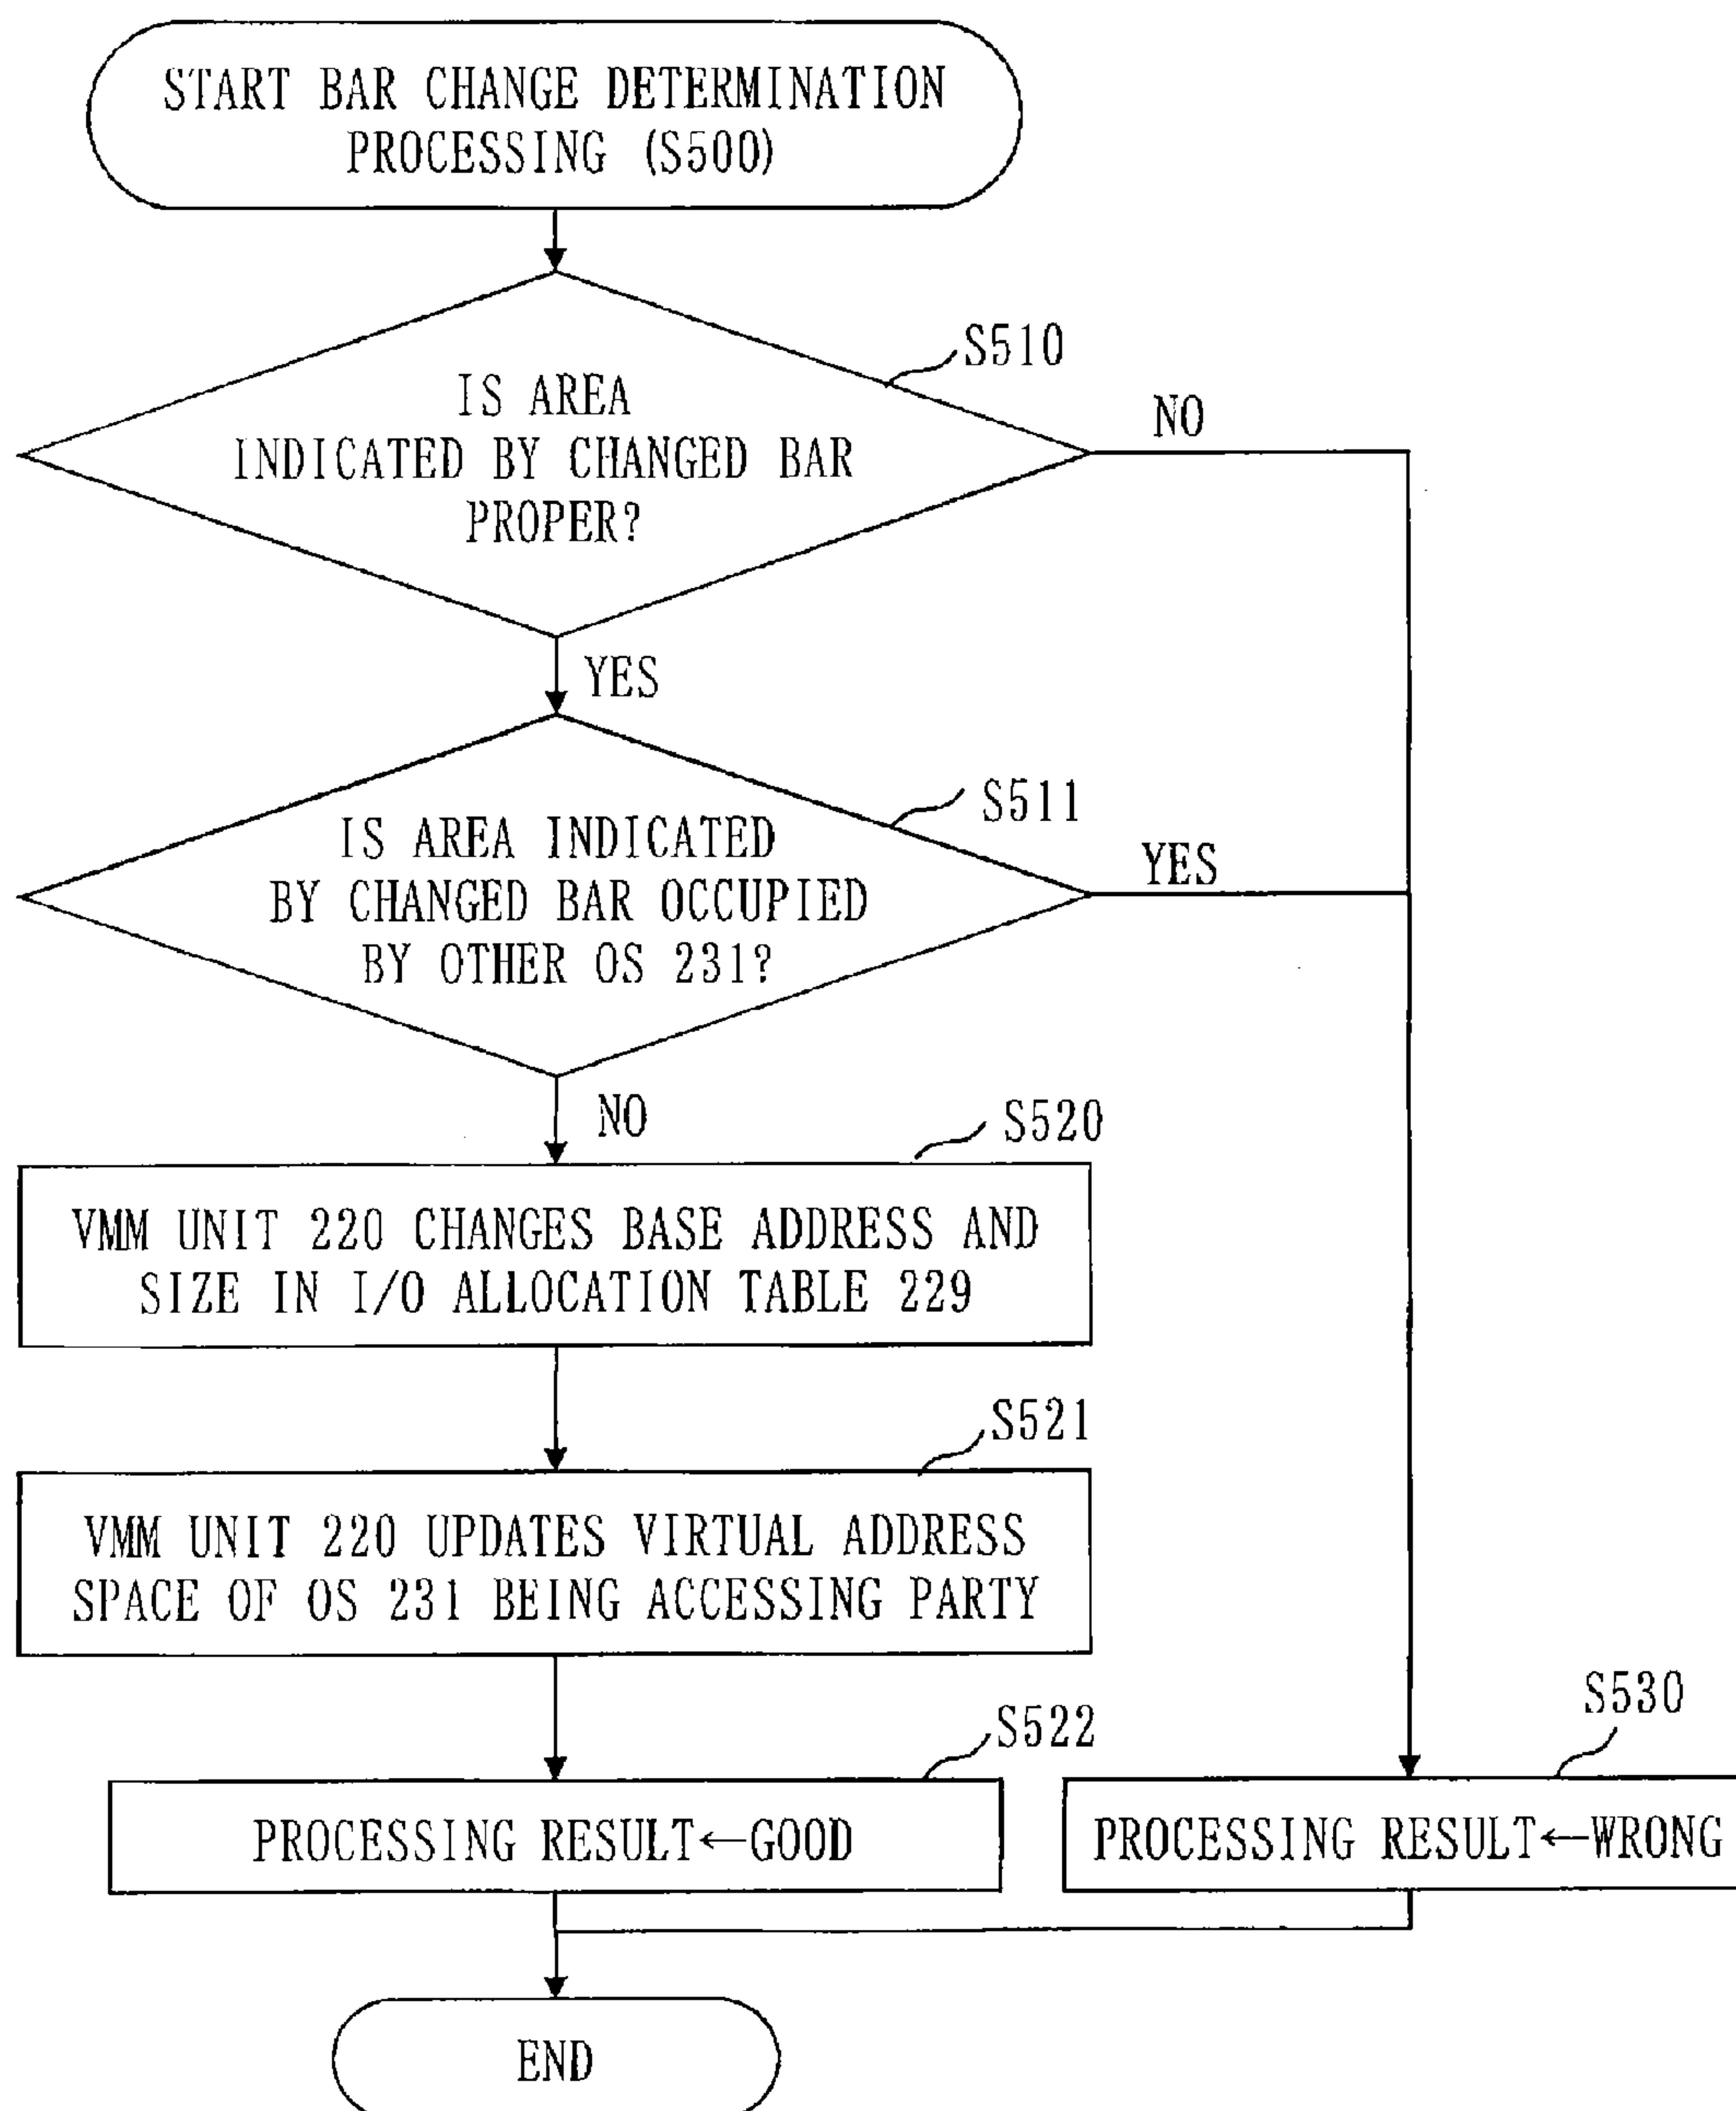 START BAR CHANGE DETERMINATION
PROCESSING (S500)
S510
IS AREA
INDICATED BY CHANGED BAR
PROPER?
NO
YES
S511
IS AREA INDICATED
BY CHANGED BAR OCCUPIED
BY OTHER OS 231?
YES
NO
S520
VMM UNIT 220 CHANGES BASE ADDRESS AND
SIZE IN I/O ALLOCATION TABLE 229
S521
VMM UNIT 220 UPDATES VIRTUAL ADDRESS
SPACE OF OS 231 BEING ACCESSING PARTY
S522
PROCESSING RESULT←GOOD
S530
PROCESSING RESULT←WRONG
END